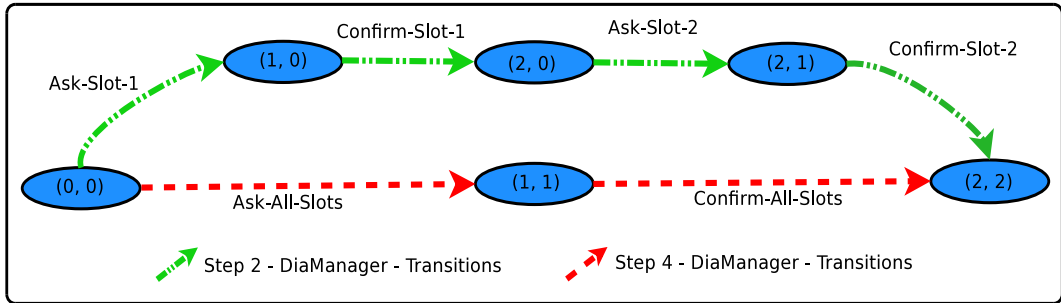 Ask-Slot-1
(1, 0)
Confirm-Slot-1
(2, 0)
Ask-Slot-2
(2, 1)
Confirm-Slot-2
(0, 0)
Ask-All-Slots
(1, 1)
Confirm-All-Slots
(2, 2)
Step 2 - DiaManager - Transitions
Step 4 - DiaManager - Transitions